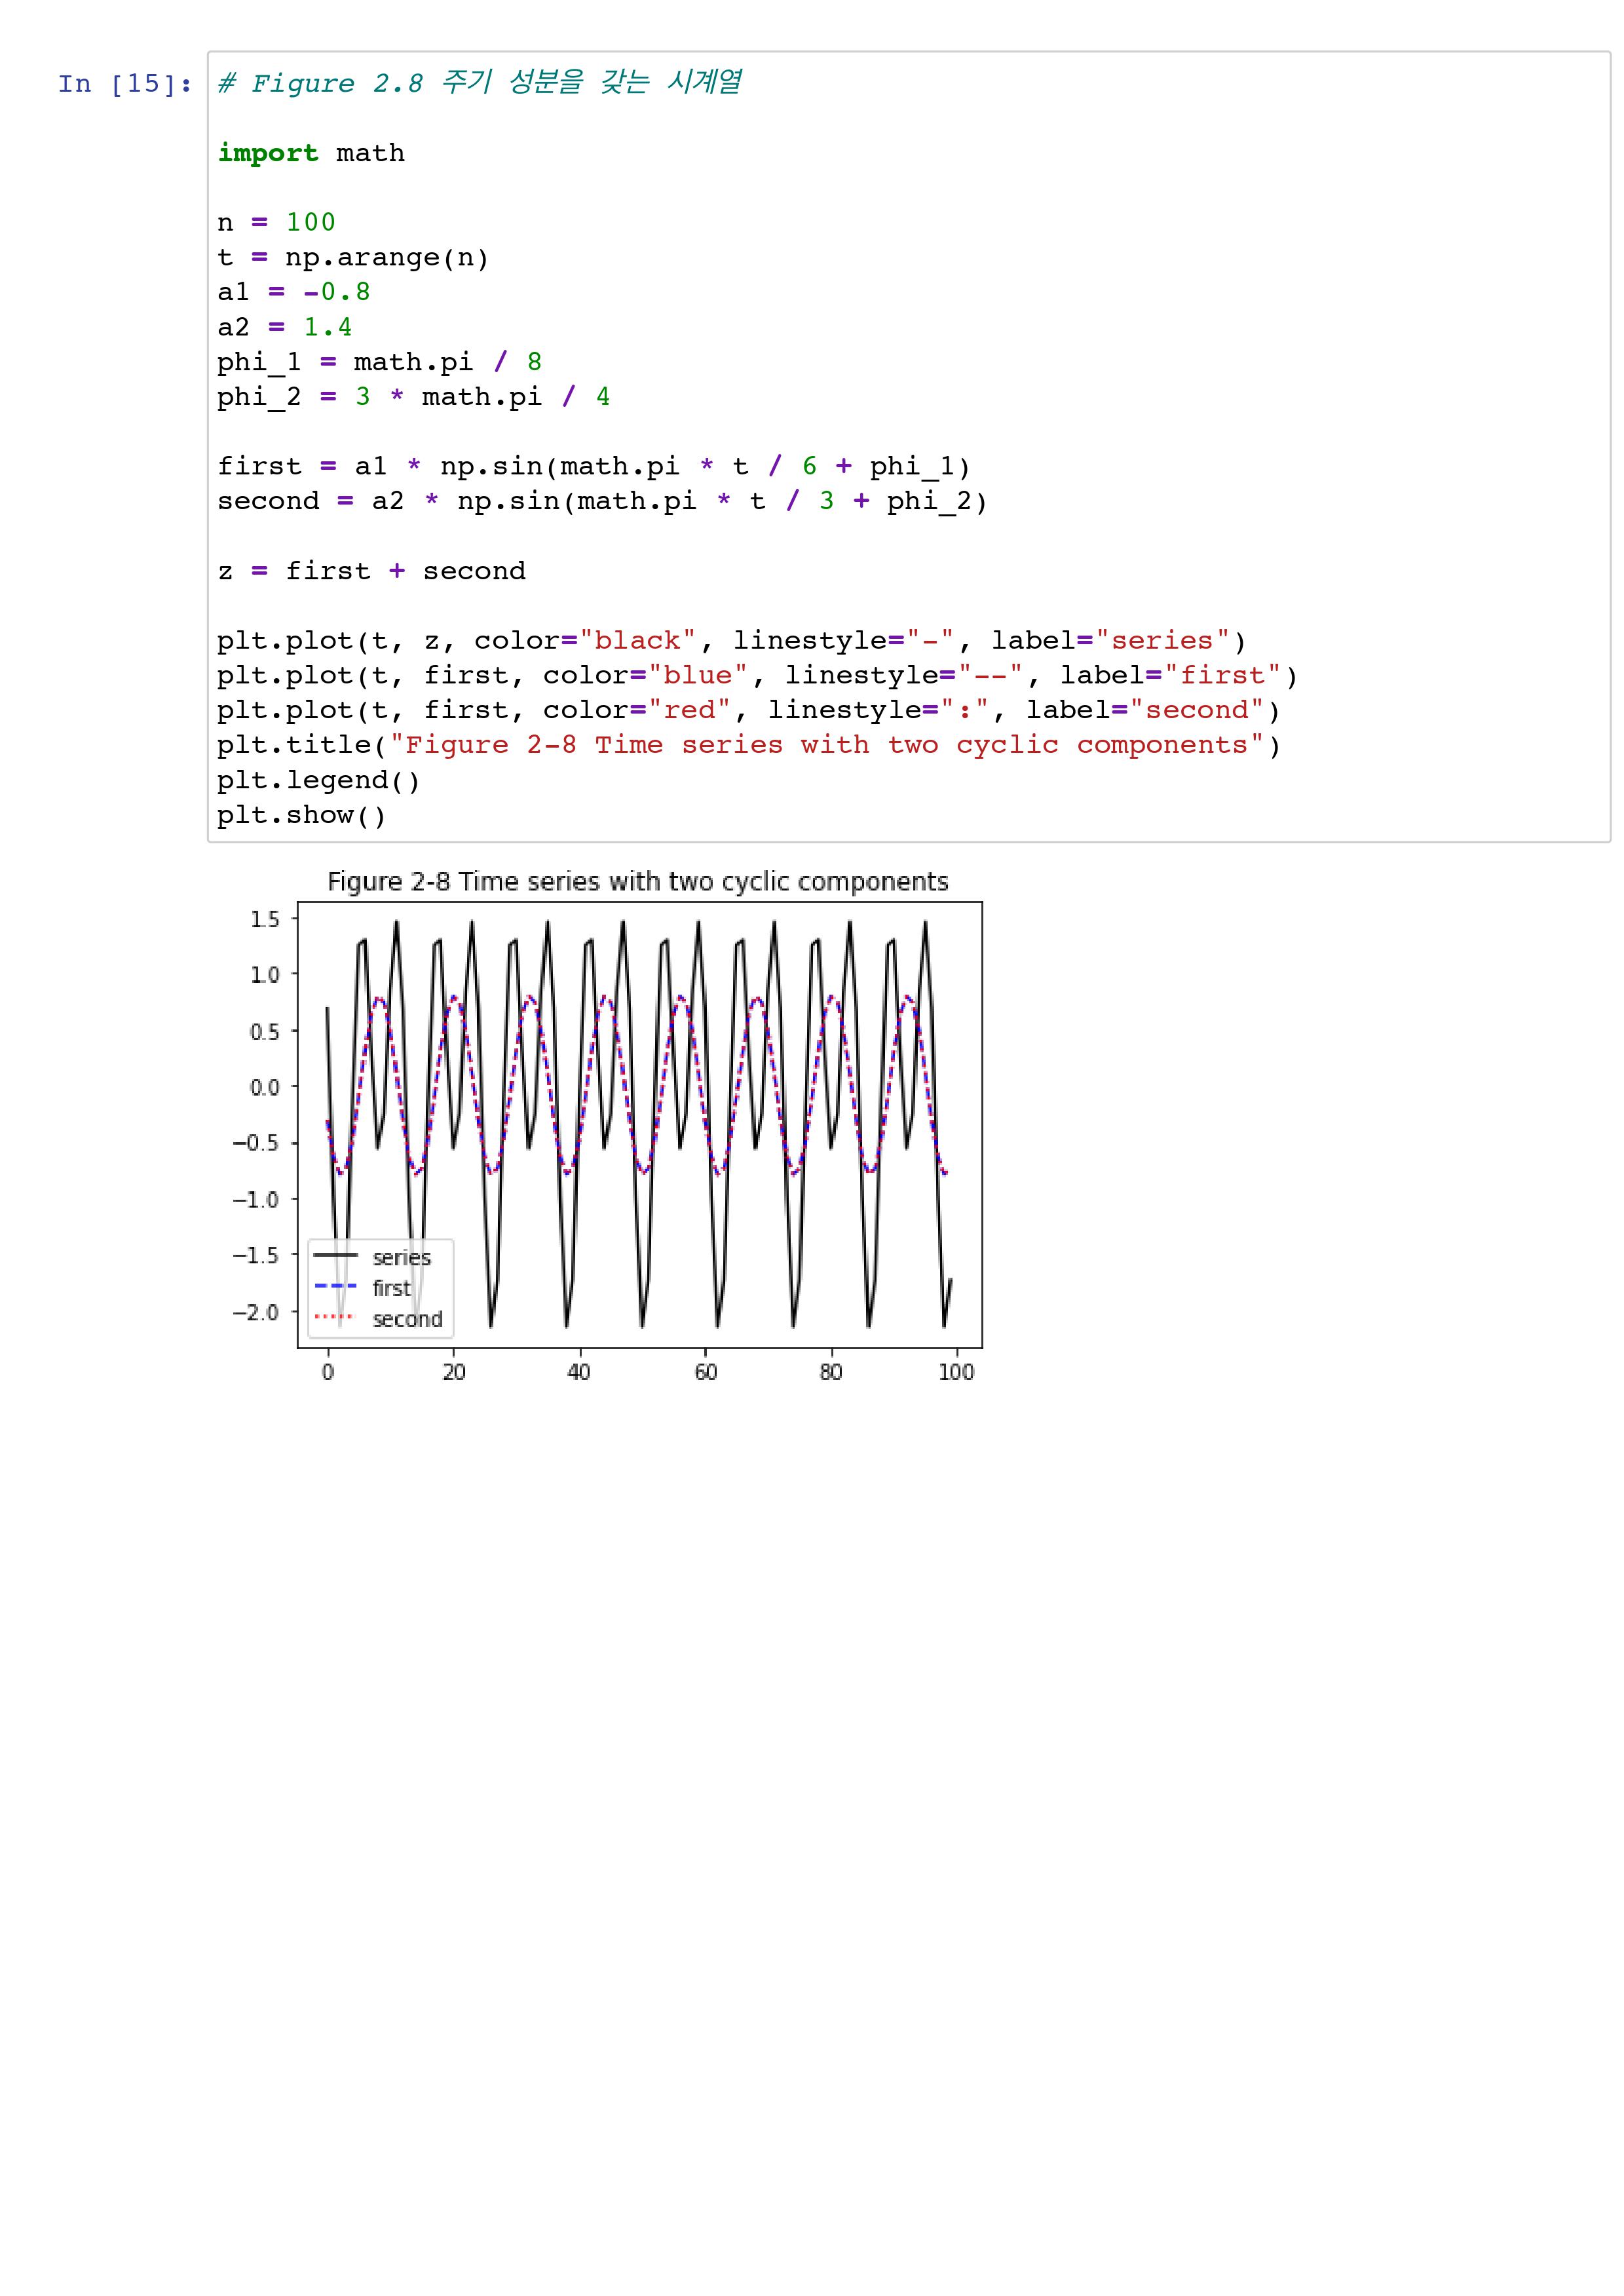 In [15]: # Figure 2.8 주기 성분을 갖는 시계열
import math
n = 100
t = np.arange(n)
a1 = -0.8
a2 = 1.4
phi_1 = math.pi / 8
phi_2 = 3 * math.pi / 4
first = a1 * np.sin(math.pi * t / 6 + phi_1)
second = a2 * np.sin(math.pi * t / 3 + phi_2)
z = first + second
plt.plot(t, z, color="black", linestyle="-", label="series")
plt.plot(t, first, color="blue", linestyle="--", label="first")
plt.plot(t, first, color="red", linestyle=":", label="second")
plt.title("Figure 2-8 Time series with two cyclic components")
plt.legend()
plt.show()
Figure 2-8 Time series with two cyclic components
1.5
1.0
0.5
0.0
−0.5
−1.0
−1.5
−2.0
series
first
second
0 20 40 60 80 100